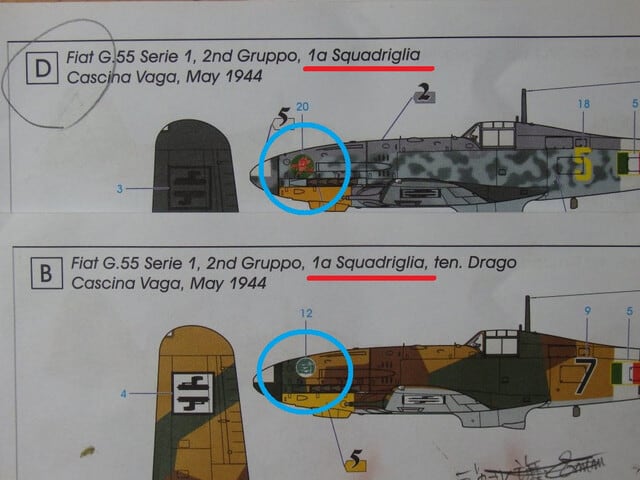 D
Fiat G.55 Serie 1, 2nd Gruppo, 1a Squadriglia
Cascina Vaga, May 1944
5
20
2
18
5
3
5
B
Fiat G.55 Serie 1, 2nd Gruppo, 1a Squadriglia, ten. Drago
Cascina Vaga, May 1944
12
9
5
4
7
5